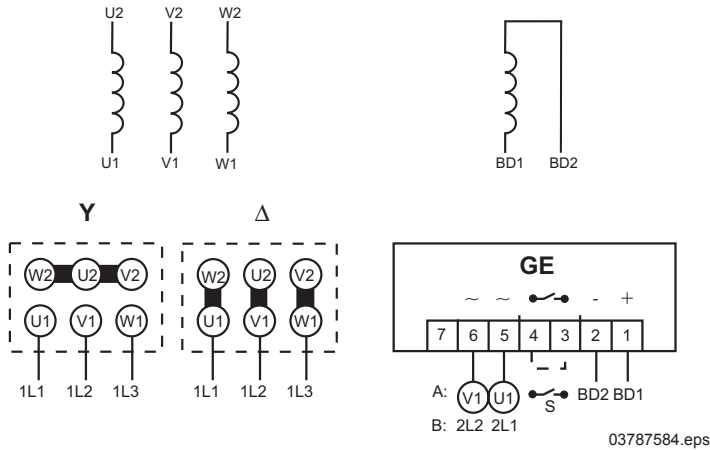 U2 V2 W2
U1 V1 W1
BD1 BD2
Y Δ
W2 U2 V2
U1 V1 W1
1L1 1L2 1L3
W2 U2 V2
U1 V1 W1
1L1 1L2 1L3
GE
~ ~ - +
7 6 5 4 3 2 1
A: V1 U1 S BD2 BD1
B: 2L2 2L1
03787584.eps